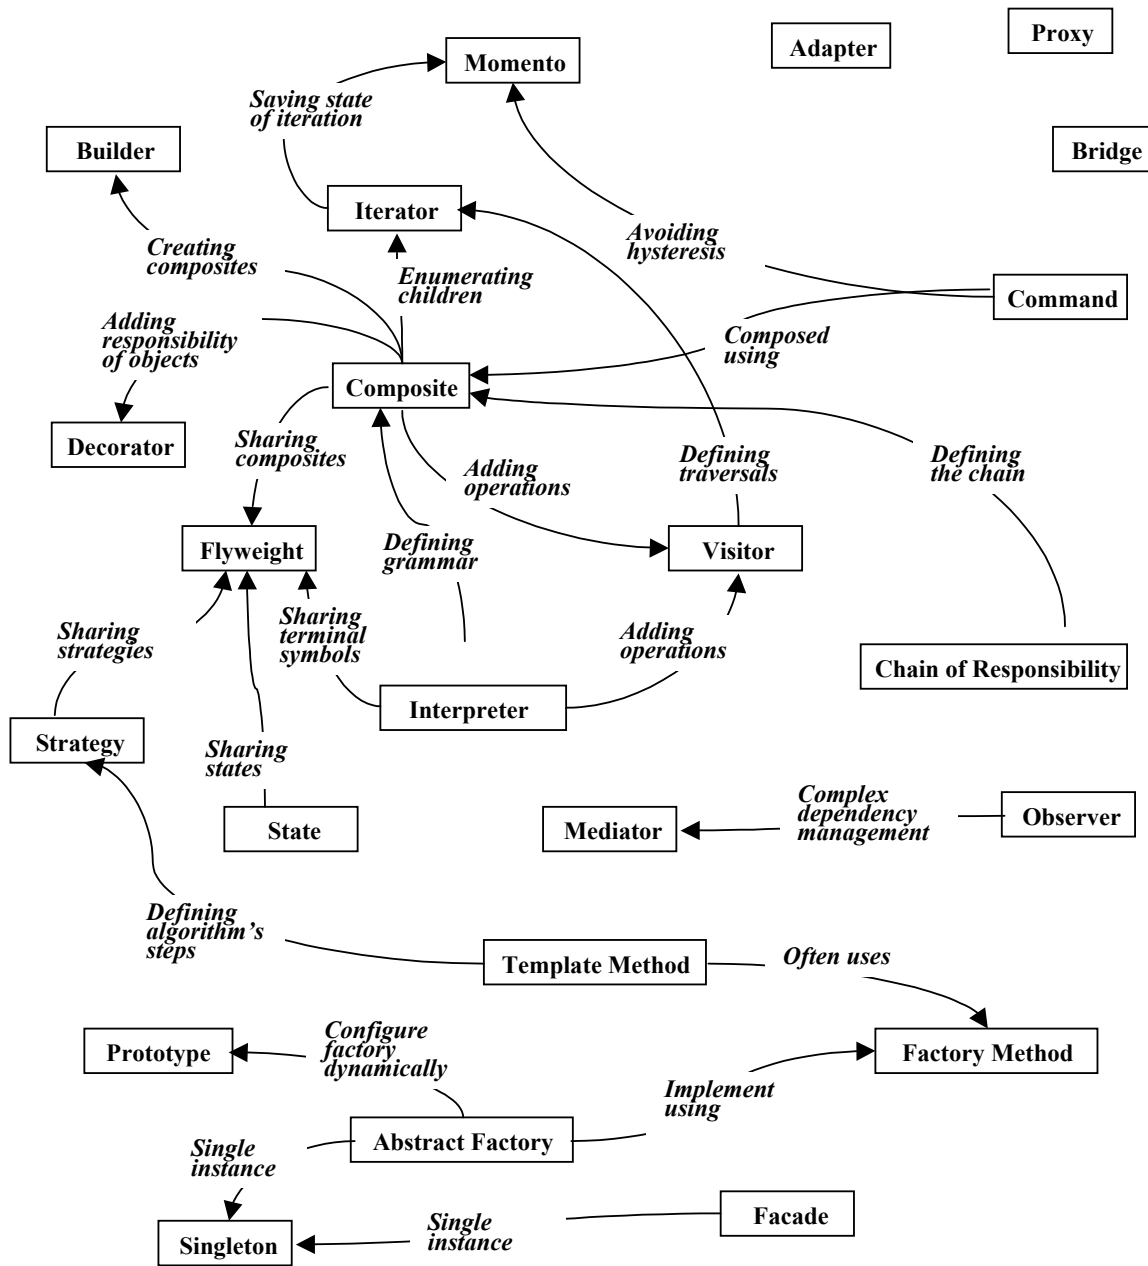 Proxy
Adapter
Momento
Saving state
of iteration
Builder
Bridge
Iterator
Avoiding
hysteresis
Creating
composites
Enumerating
children
Command
Adding
responsibility
of objects
Composed
using
Composite
Decorator
Sharing
composites
Adding
operations
Defining
traversals
Defining
the chain
Flyweight
Defining
grammar
Visitor
Sharing
strategies
Sharing
terminal
symbols
Adding
operations
Chain of Responsibility
Interpreter
Strategy
Sharing
states
State
Mediator
Complex
dependency
management
Observer
Defining
algorithm's
steps
Template Method
Often uses
Prototype
Configure
factory
dynamically
Factory Method
Implement
using
Abstract Factory
Single
instance
Facade
Singleton
Single
instance